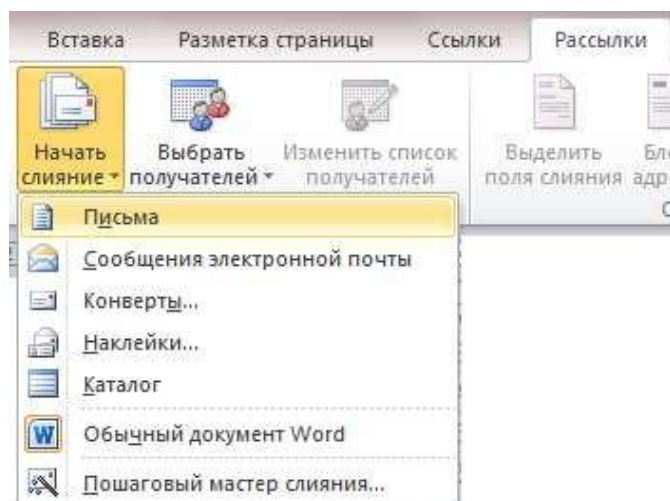 Вставка Разметка страницы Ссылки Рассылки
Начать Выбрать Изменить список Выделить
слияние получателей получателей поля слияния
Письма
Сообщения электронной почты
Конверты...
Наклейки...
Каталог
Обычный документ Word
Пошаговый мастер слияния...